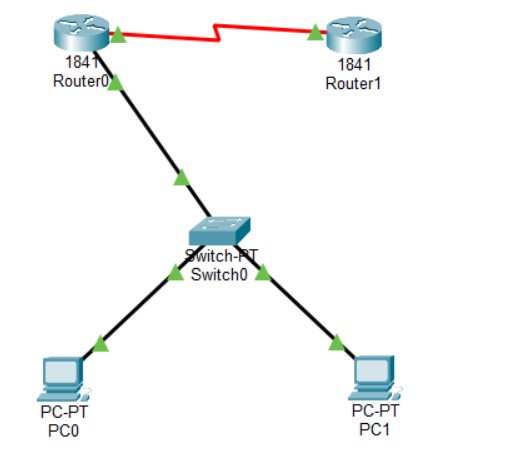 1841
Router0
1841
Router1
Switch-PT
Switch0
PC-PT
PC0
PC-PT
PC1